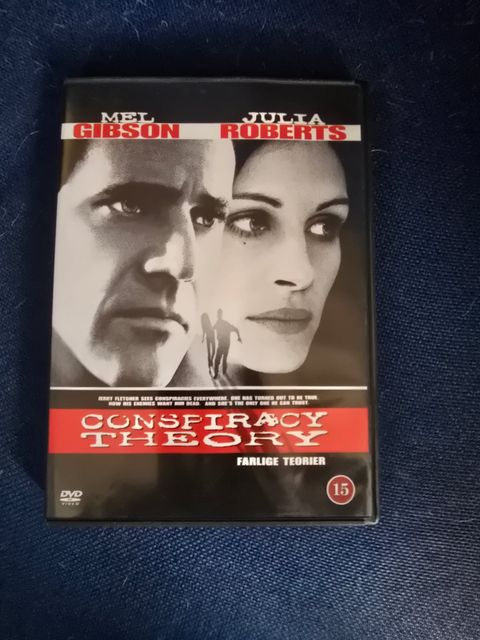 MEL JULIA
GIBSON ROBERTS
JERRY FLETCHER SEES CONSPIRACIES EVERYWHERE. ONE HAS TURNED OUT TO BE TRUE.
NOW HIS ENEMIES WANT HIM DEAD. AND SHE'S THE ONLY ONE HE CAN TRUST.
CONSPIRACY
THEORY
FARLIGE TEORIER
DVD
VIDEO
15